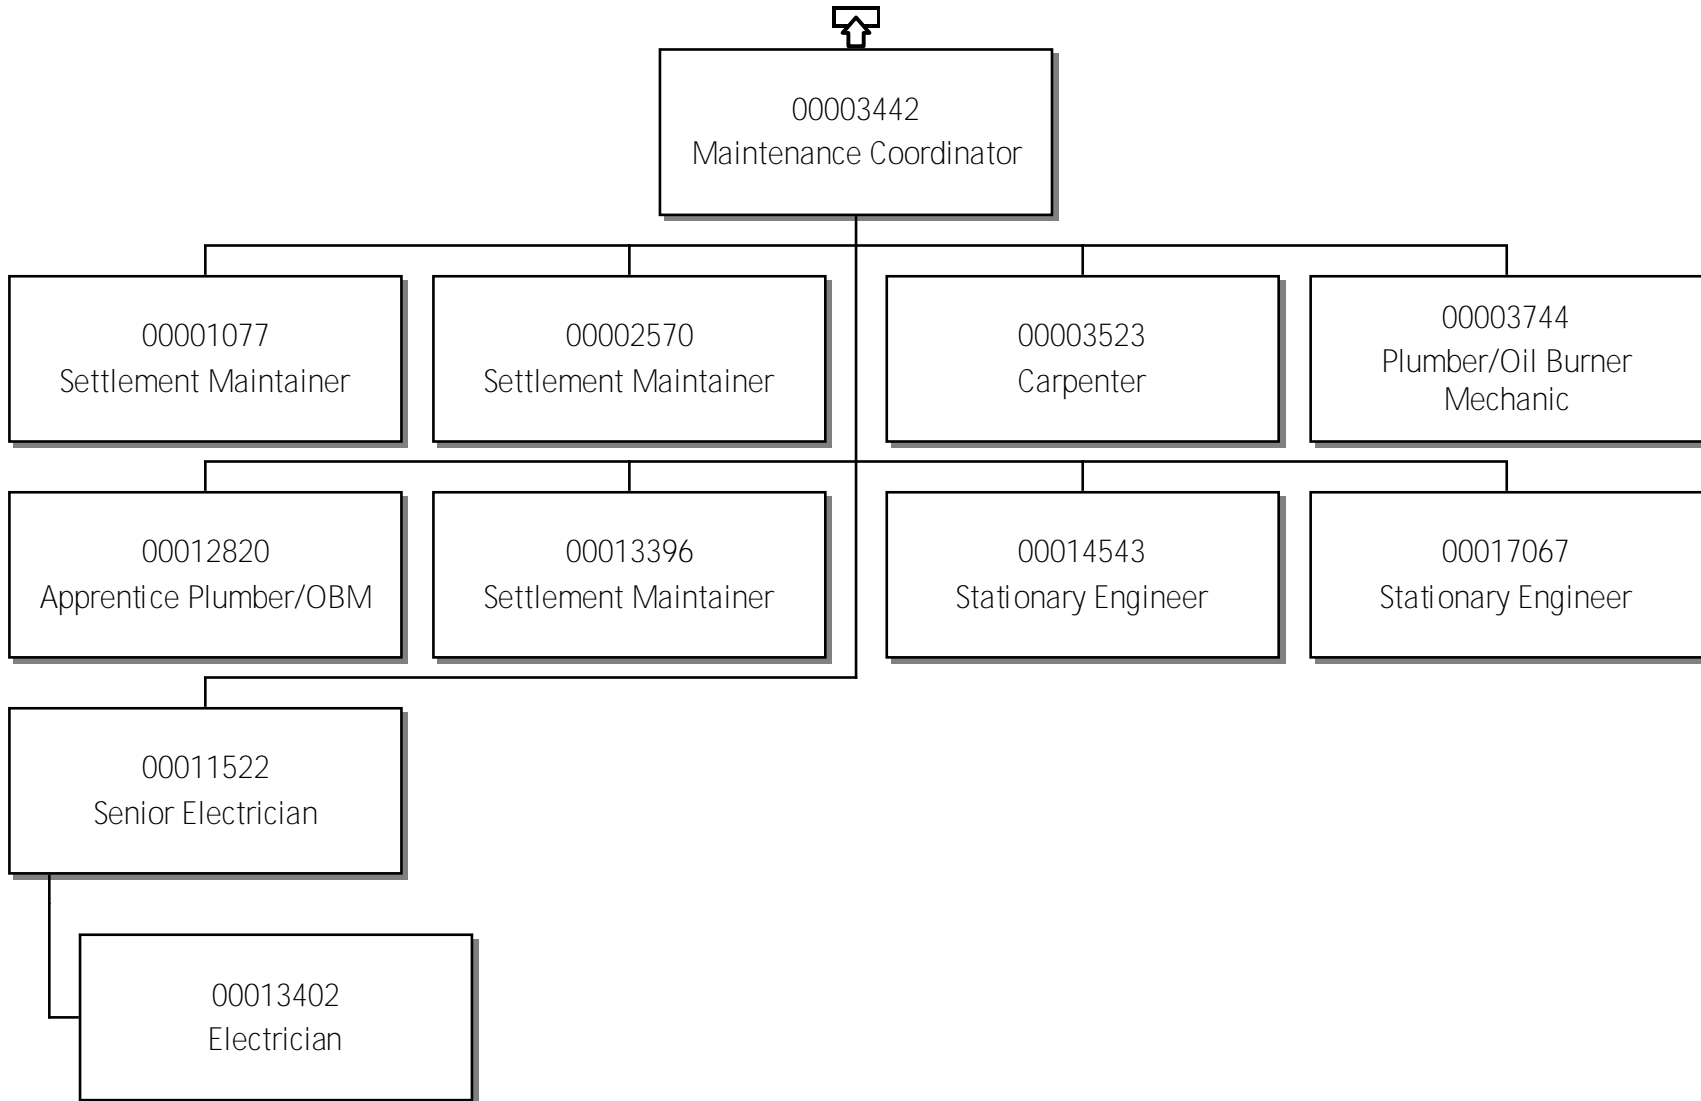 00003442
Maintenance Coordinator
00001077
Settlement Maintainer
00002570
Settlement Maintainer
00003523
Carpenter
00003744
Plumber/Oil Burner
Mechanic
00012820
Apprentice Plumber/OBM
00013396
Settlement Maintainer
00014543
Stationary Engineer
00017067
Stationary Engineer
00011522
Senior Electrician
00013402
Electrician